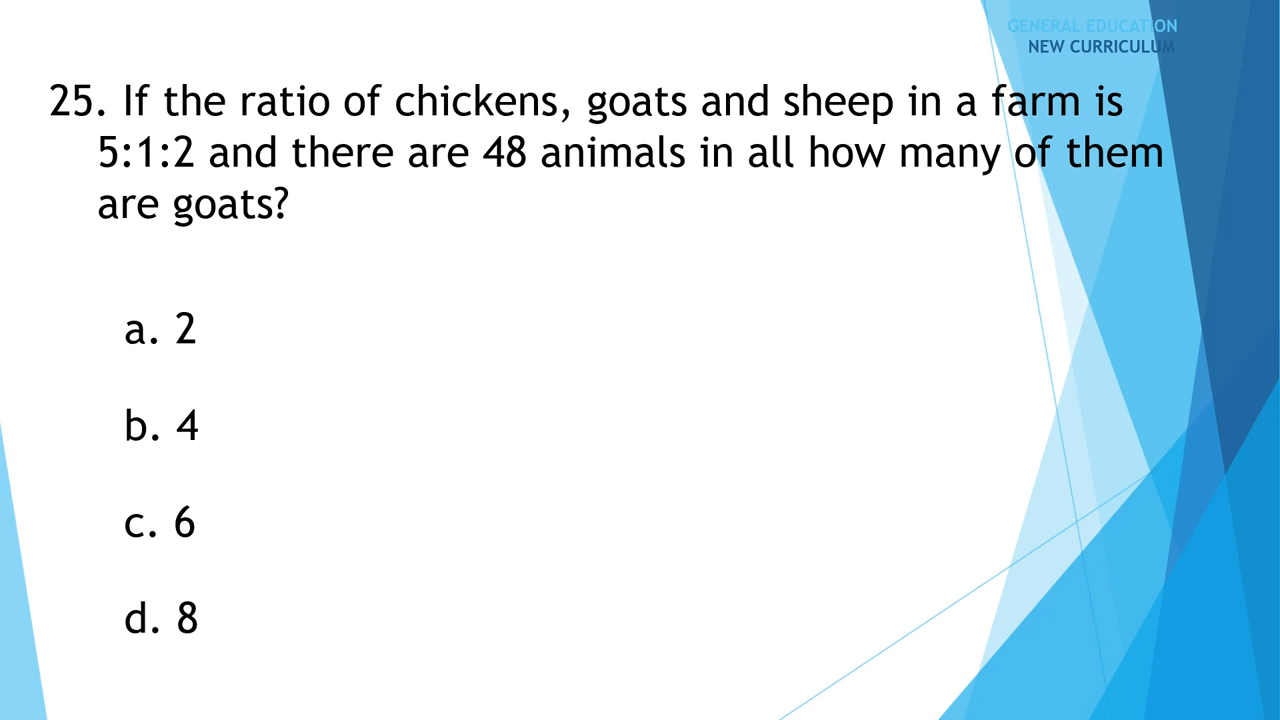 GENERAL EDUCATION
NEW CURRICULUM
25. If the ratio of chickens, goats and sheep in a farm is
5:1:2 and there are 48 animals in all how many of them
are goats?
a. 2
b. 4
c. 6
d. 8